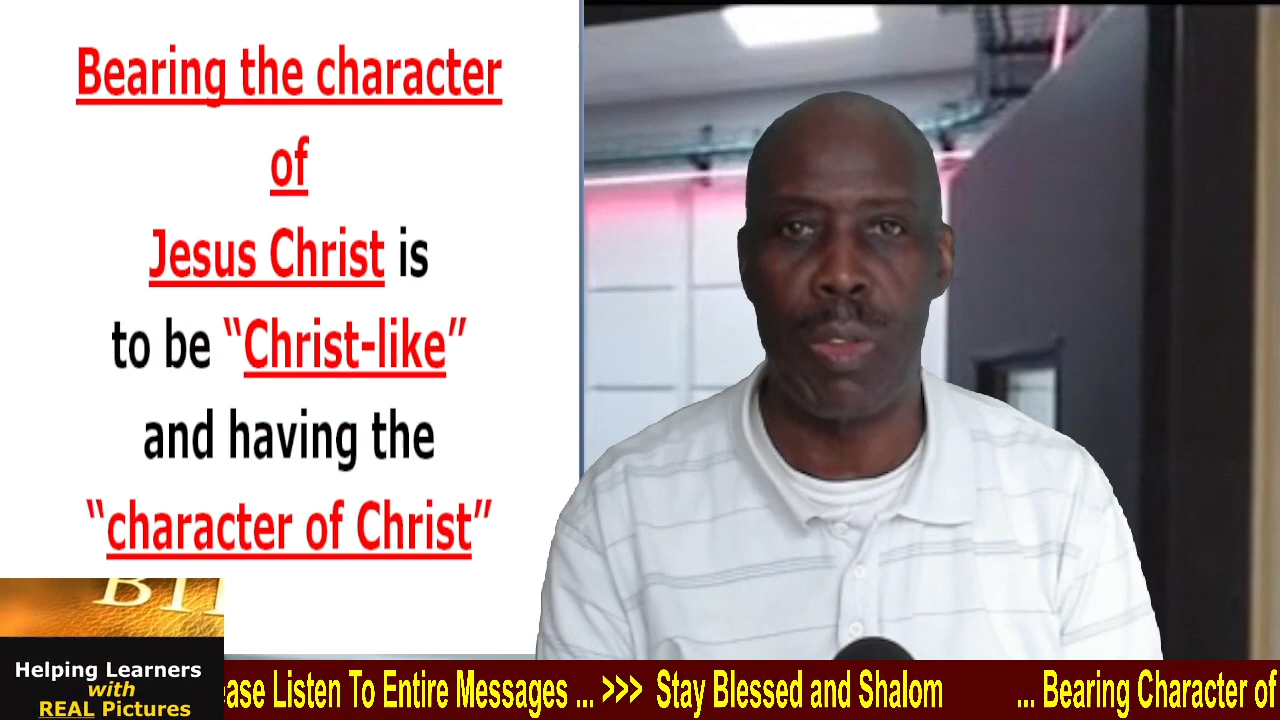 Bearing the character
of
Jesus Christ is
to be “Christ-like”
and having the
“character of Christ”
Helping Learners
with
REAL Pictures
Listen To Entire Messages ... >>> Stay Blessed and Shalom ... Bearing Character of